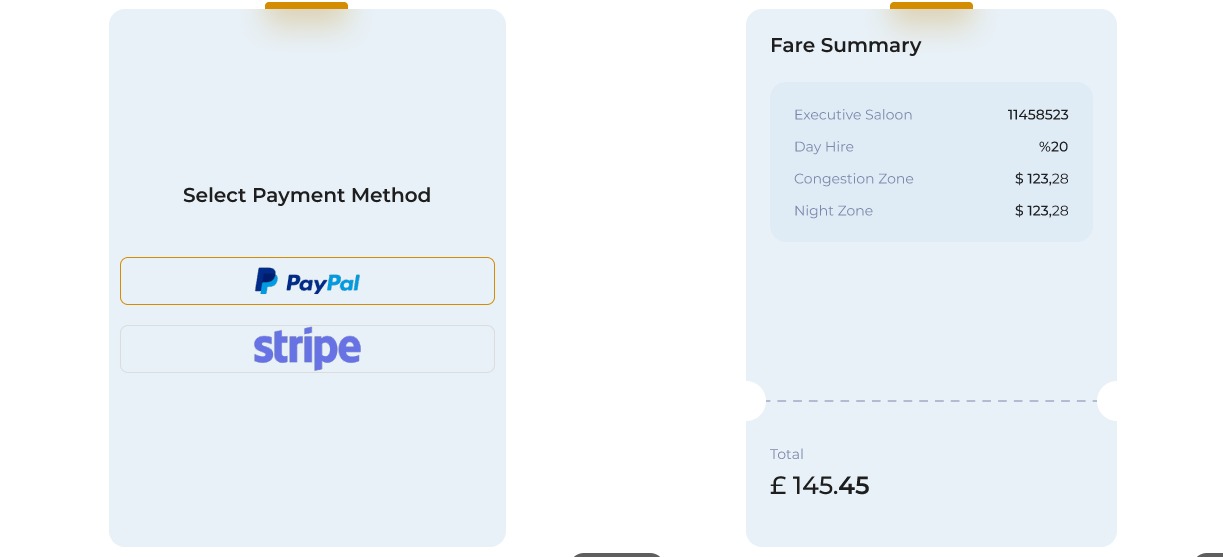 Select Payment Method
PayPal
stripe
Fare Summary
Executive Saloon 11458523
Day Hire %20
Congestion Zone $ 123,28
Night Zone $ 123,28
Total
£ 145.45